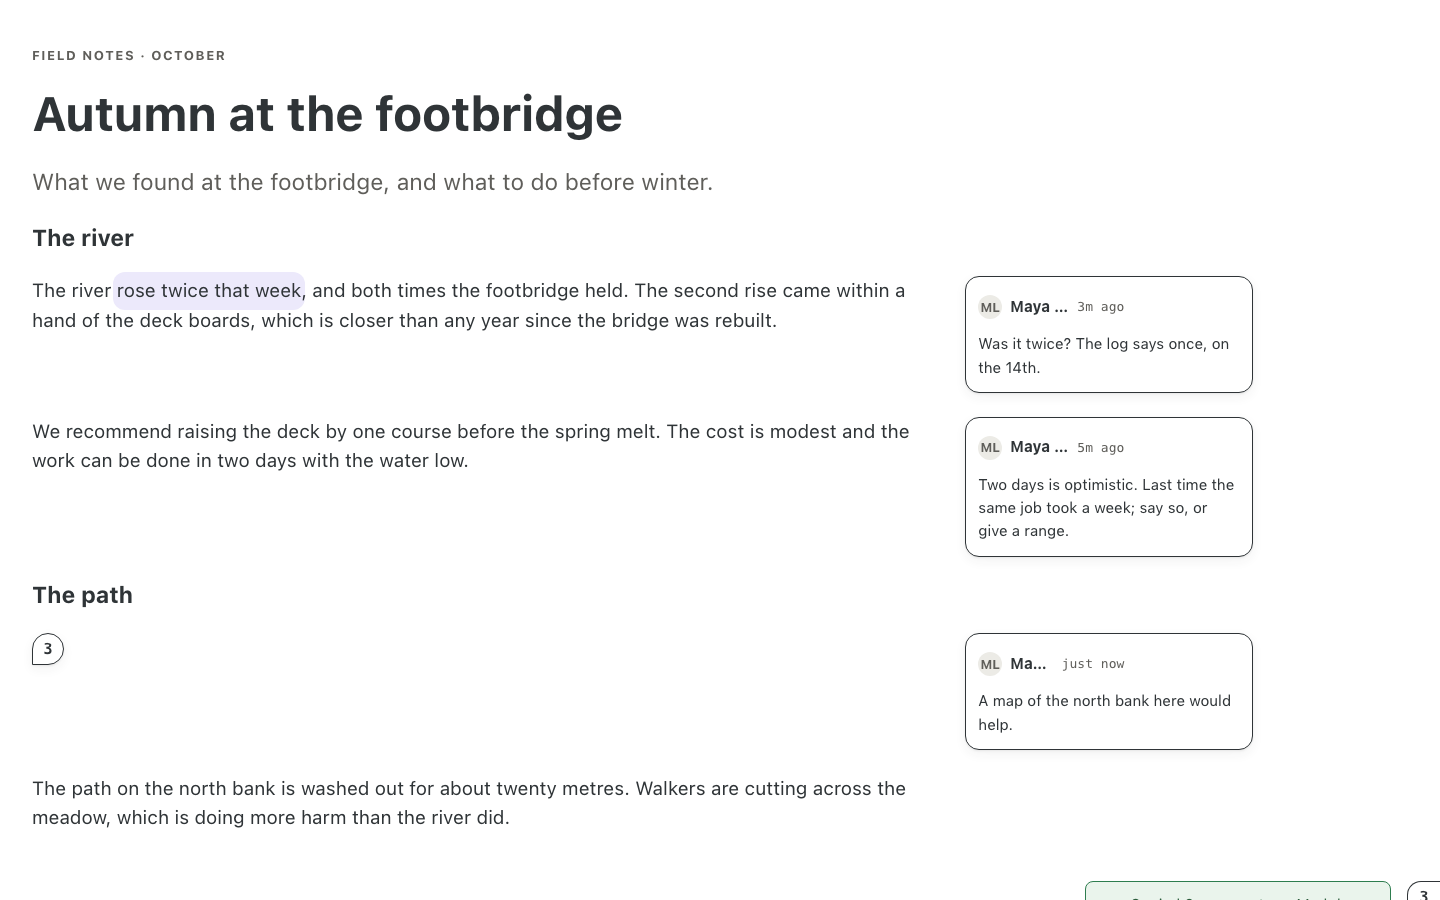 FIELD NOTES · OCTOBER
Autumn at the footbridge
What we found at the footbridge, and what to do before winter.
The river
The river rose twice that week, and both times the footbridge held. The second rise came within a
hand of the deck boards, which is closer than any year since the bridge was rebuilt.
ML Maya ... 3m ago
Was it twice? The log says once, on
the 14th.
We recommend raising the deck by one course before the spring melt. The cost is modest and the
work can be done in two days with the water low.
ML Maya ... 5m ago
Two days is optimistic. Last time the
same job took a week; say so, or
give a range.
The path
3
ML Ma... just now
A map of the north bank here would
help.
The path on the north bank is washed out for about twenty metres. Walkers are cutting across the
meadow, which is doing more harm than the river did.
3